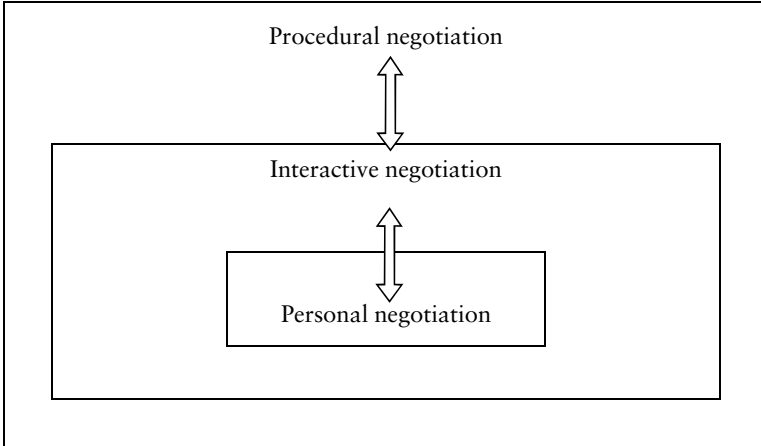 Procedural negotiation
Interactive negotiation
Personal negotiation